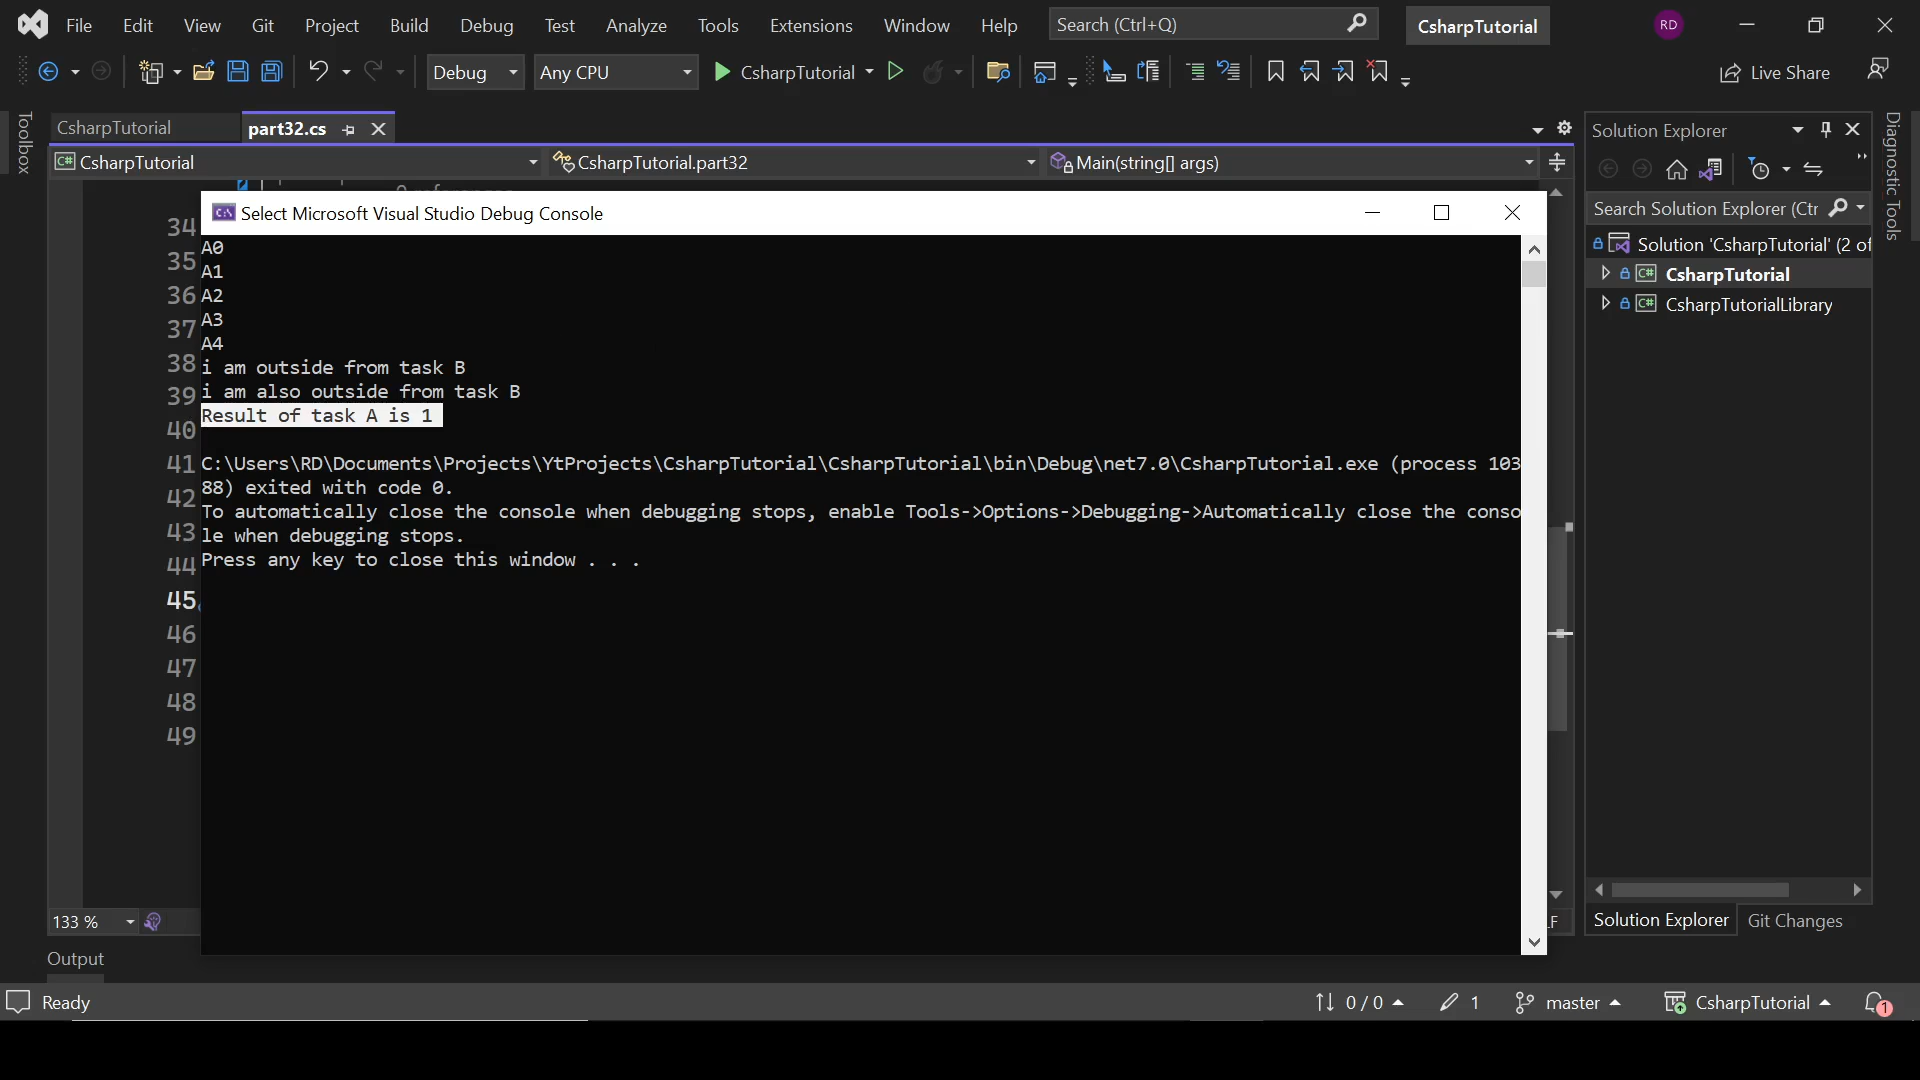 File Edit View Git Project Build Debug Test Analyze Tools Extensions Window Help Search (Ctrl+Q) CsharpTutorial RD
Debug Any CPU CsharpTutorial Live Share
Toolbox
CsharpTutorial part32.cs
CsharpTutorial CsharpTutorial.part32 Main(string[] args)
Select Microsoft Visual Studio Debug Console
34
35
36
37
38
39
40
41
42
43
44
45
46
47
48
49
A0
A1
A2
A3
A4
i am outside from task B
i am also outside from task B
Result of task A is 1
C:\Users\RD\Documents\Projects\YtProjects\CsharpTutorial\CsharpTutorial\bin\Debug\net7.0\CsharpTutorial.exe (process 103
88) exited with code 0.
To automatically close the console when debugging stops, enable Tools->Options->Debugging->Automatically close the conso
le when debugging stops.
Press any key to close this window . . .
Solution Explorer
Search Solution Explorer (Ctr
Solution 'CsharpTutorial' (2 of
CsharpTutorial
CsharpTutorialLibrary
Solution Explorer Git Changes
Diagnostic Tools
133 %
Output
Ready 0 / 0 1 master CsharpTutorial 1